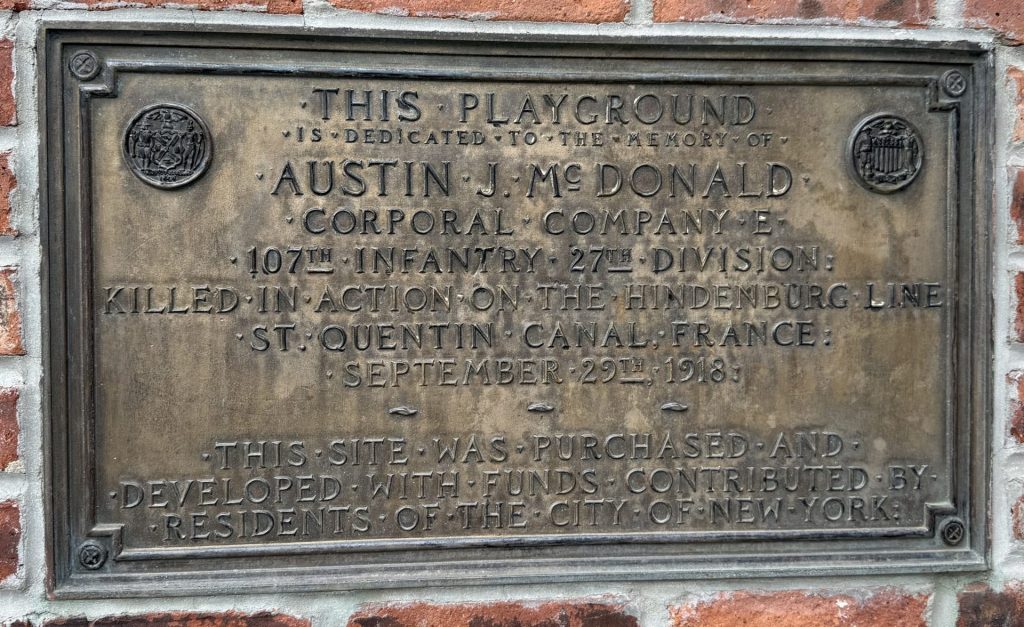 · THIS · PLAYGROUND ·
· IS · DEDICATED · TO · THE · MEMORY · OF ·
· AUSTIN · J. · Mc DONALD ·
· CORPORAL · COMPANY · E ·
· 107TH · INFANTRY · 27TH · DIVISION:
KILLED · IN · ACTION · ON · THE · HINDENBURG · LINE
· ST. · QUENTIN · CANAL, · FRANCE:
· SEPTEMBER · 29TH, · 1918:
· THIS · SITE · WAS · PURCHASED · AND ·
· DEVELOPED · WITH · FUNDS · CONTRIBUTED · BY ·
· RESIDENTS · OF · THE · CITY · OF · NEW · YORK: